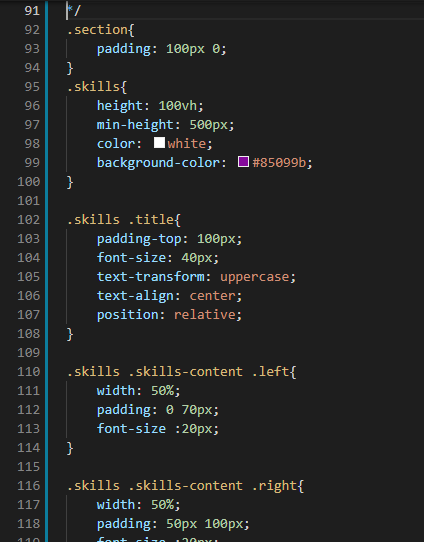 91 */
92 .section{
93     padding: 100px 0;
94 }
95 .skills{
96     height: 100vh;
97     min-height: 500px;
98     color: white;
99     background-color: #85099b;
100 }
101
102 .skills .title{
103     padding-top: 100px;
104     font-size: 40px;
105     text-transform: uppercase;
106     text-align: center;
107     position: relative;
108 }
109
110 .skills .skills-content .left{
111     width: 50%;
112     padding: 0 70px;
113     font-size :20px;
114 }
115
116 .skills .skills-content .right{
117     width: 50%;
118     padding: 50px 100px;
119     font-size :20px;